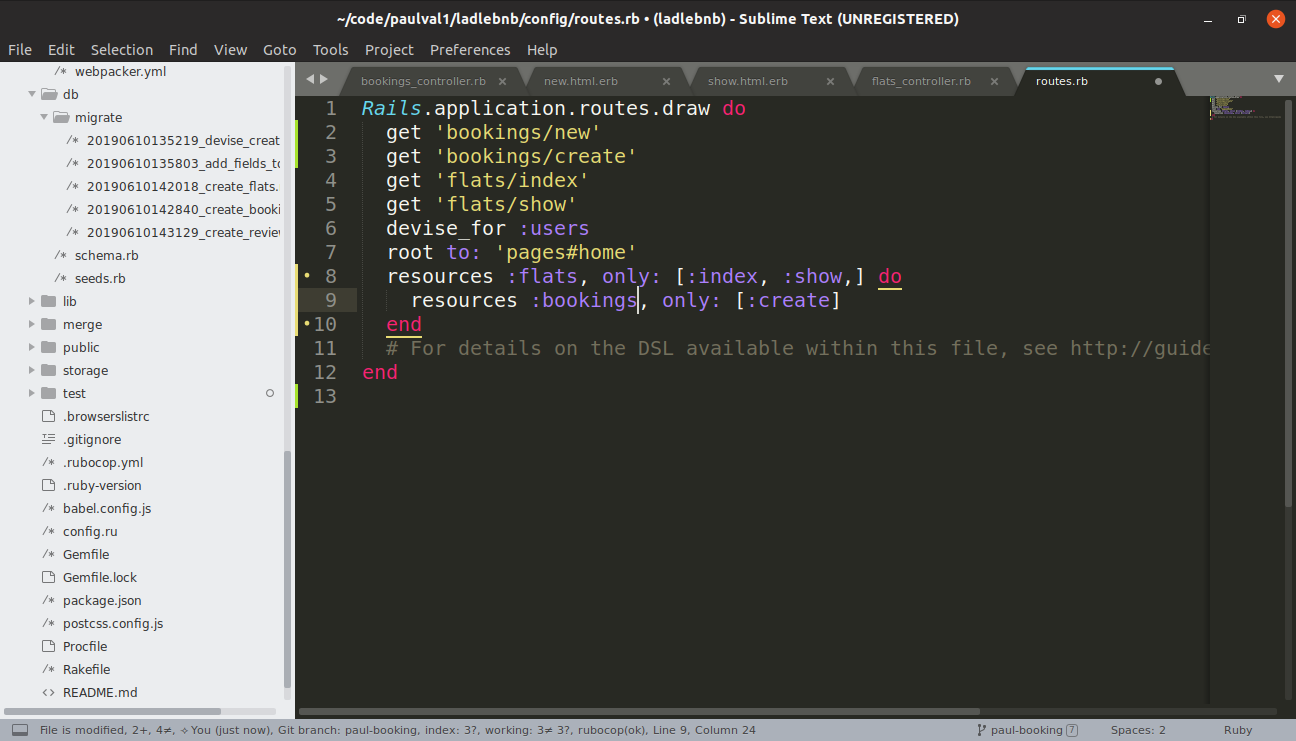 ~/code/paulval1/ladlebnb/config/routes.rb • (ladlebnb) - Sublime Text (UNREGISTERED)
File Edit Selection Find View Goto Tools Project Preferences Help
webpacker.yml
db
migrate
20190610135219_devise_creat
20190610135803_add_fields_to
20190610142018_create_flats.
20190610142840_create_booki
20190610143129_create_review
schema.rb
seeds.rb
lib
merge
public
storage
test
.browserslistrc
.gitignore
.rubocop.yml
.ruby-version
babel.config.js
config.ru
Gemfile
Gemfile.lock
package.json
postcss.config.js
Procfile
Rakefile
README.md
bookings_controller.rb new.html.erb show.html.erb flats_controller.rb routes.rb
1 Rails.application.routes.draw do
2 get 'bookings/new'
3 get 'bookings/create'
4 get 'flats/index'
5 get 'flats/show'
6 devise_for :users
7 root to: 'pages#home'
8 resources :flats, only: [:index, :show,] do
9 resources :bookings, only: [:create]
10 end
11 # For details on the DSL available within this file, see http://guide
12 end
13
File is modified, 2+, 4≠, ⟡ You (just now), Git branch: paul-booking, index: 3?, working: 3≠ 3?, rubocop(ok), Line 9, Column 24
paul-booking 7 Spaces: 2 Ruby